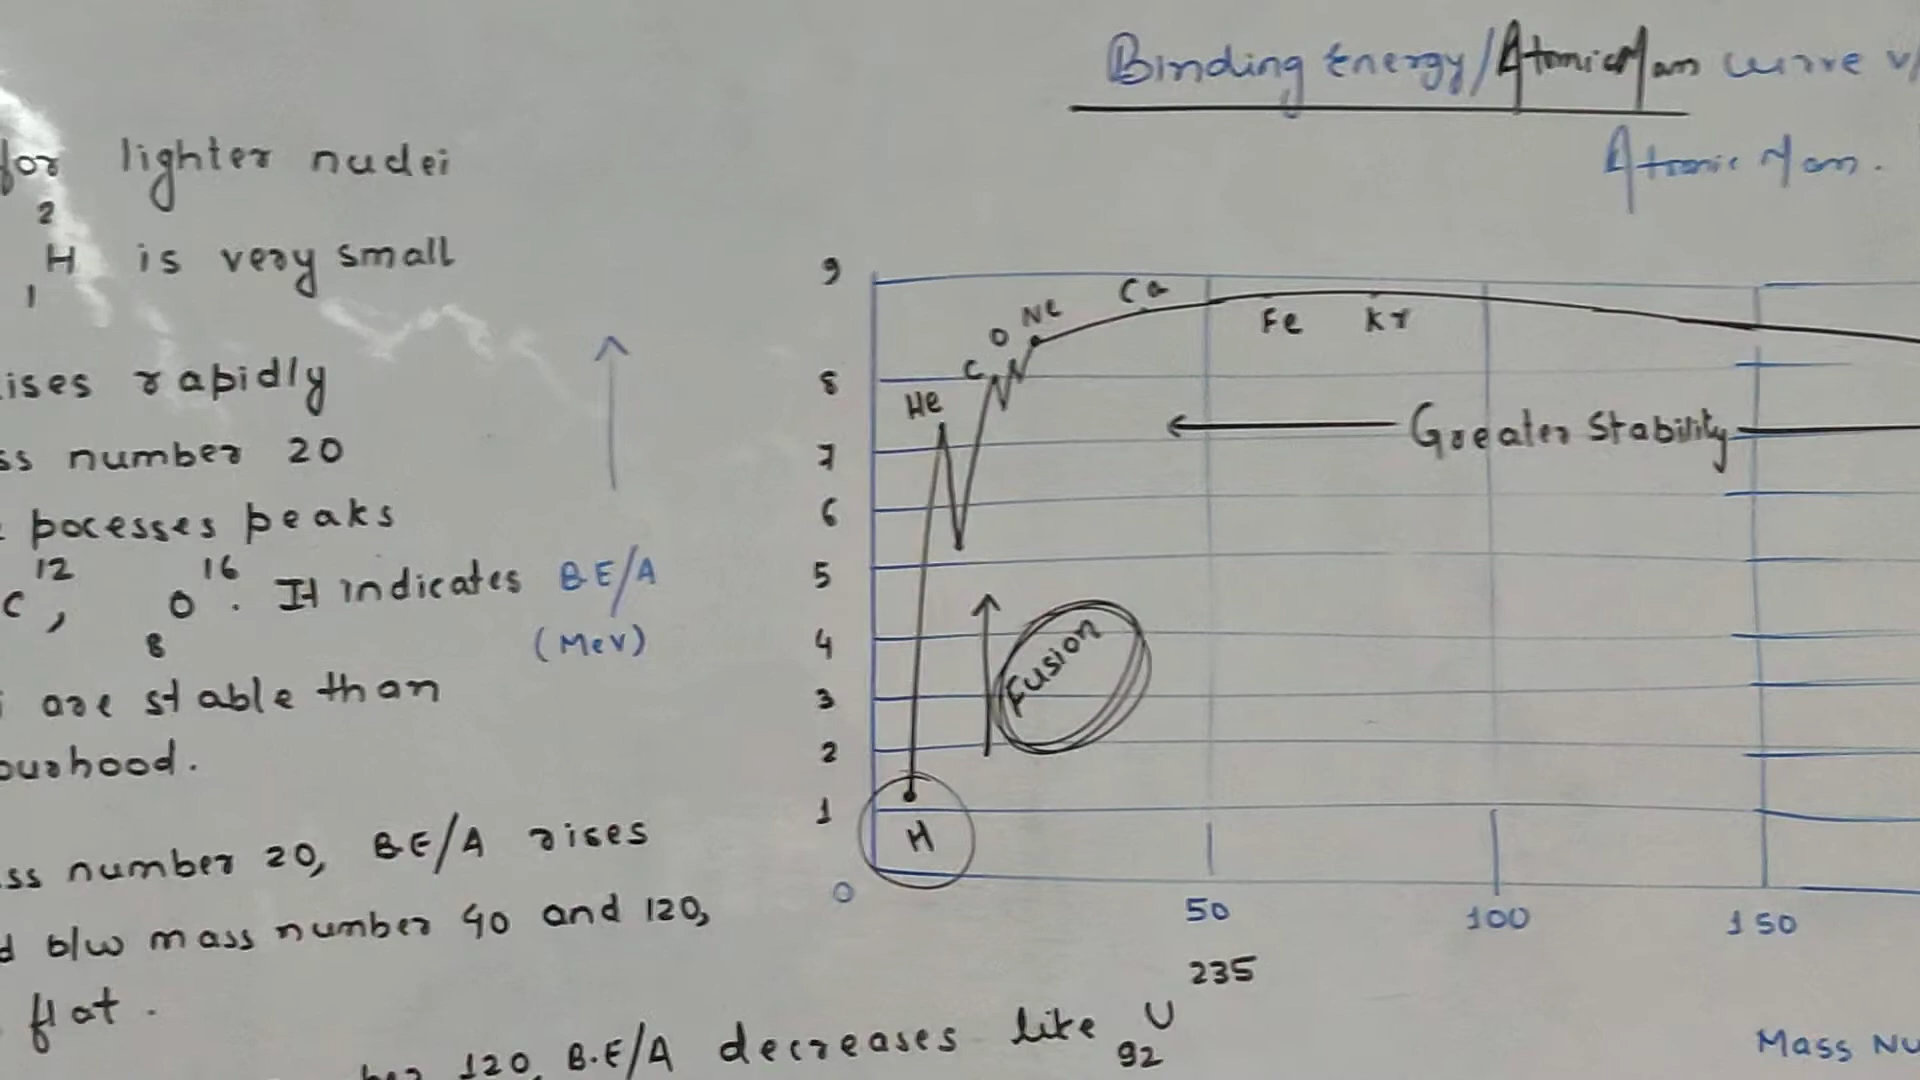 Binding Energy/Atomic Mass curve v/
Atomic Mass.
for lighter nuclei
2
H is very small
1
ises rapidly
ss number 20
pocesses peaks
12 16
C, O. It indicates
8
are stable than
ourhood.
ss number 20, B.E/A rises
d b/w mass number 40 and 120,
flat.
120, B.E/A decreases like 92 U 235
B.E/A
(MeV)
9
8
7
6
5
4
3
2
1
0
He
C
O
Ne
Ca
Fe
Kr
Greater Stability
Fusion
H
50
100
150
Mass Nu